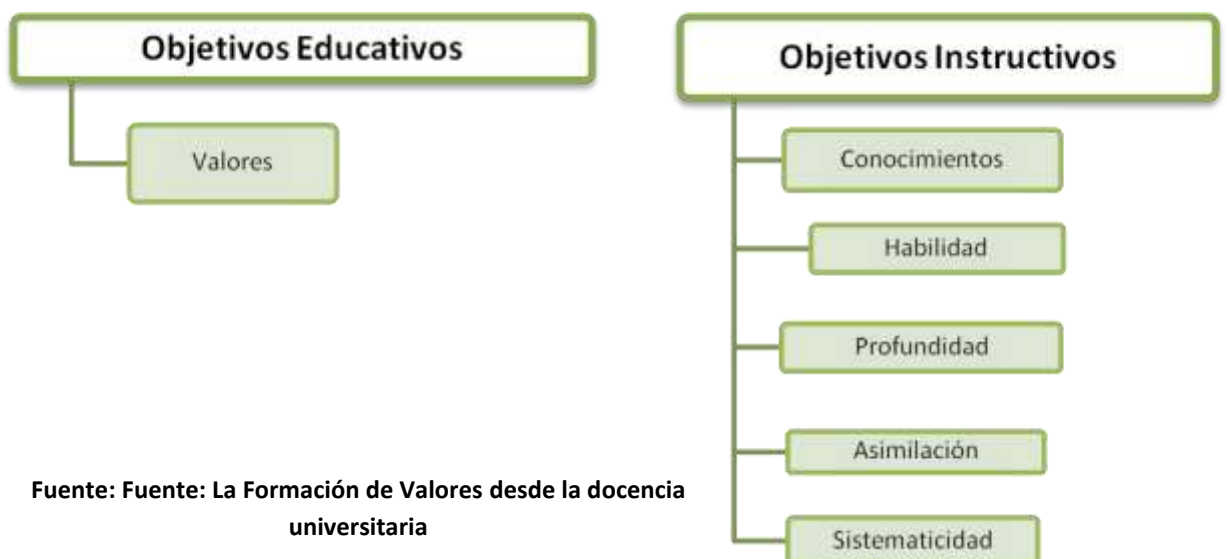 Objetivos Educativos
Valores
Objetivos Instructivos
Conocimientos
Habilidad
Profundidad
Asimilación
Sistematicidad
Fuente: Fuente: La Formación de Valores desde la docencia
universitaria